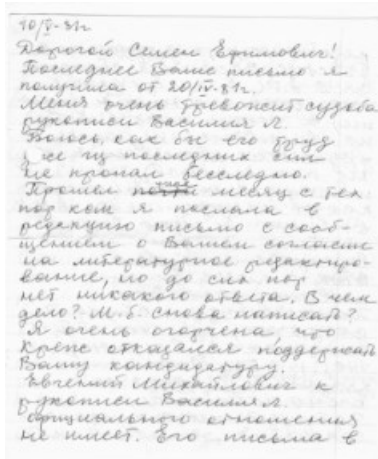 10/V-81г.
Дорогой Семен Ефимович!
Последнее Ваше письмо я
получила от 20/IV-81г.
Меня очень тревожит судьба
рукописи Василия Л.
Боюсь, как бы его труд
из последних сил
не пропал бесследно.
Прошел месяц с тех
пор как я послала в
редакцию письмо с сооб-
щением о Вашем согласии
на литературное редактиро-
вание, но до сих пор
нет никакого ответа. В чем
дело? М.б. снова написать?
Я очень огорчена, что
Крепс отказался поддержать
Вашу кандидатуру.
Евгений Михайлович к
рукописи Василия Л.
официального отношения
не имеет. Его письма в